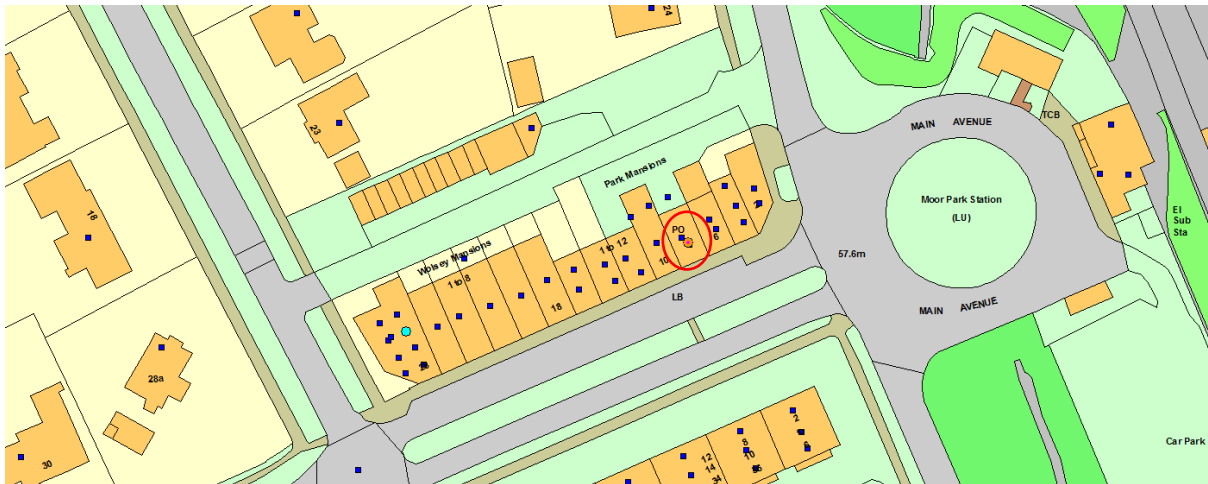 24
23
MAIN AVENUE
TCB
Park Mansions
18
Moor Park Station
(LU)
El
Sub
Sta
PO
6
Wolsey Mansions
1 to 12
57.6m
1 to 8
10
LB
18
MAIN AVENUE
28a
2
8
6
Car Park
12
10
14
30
34